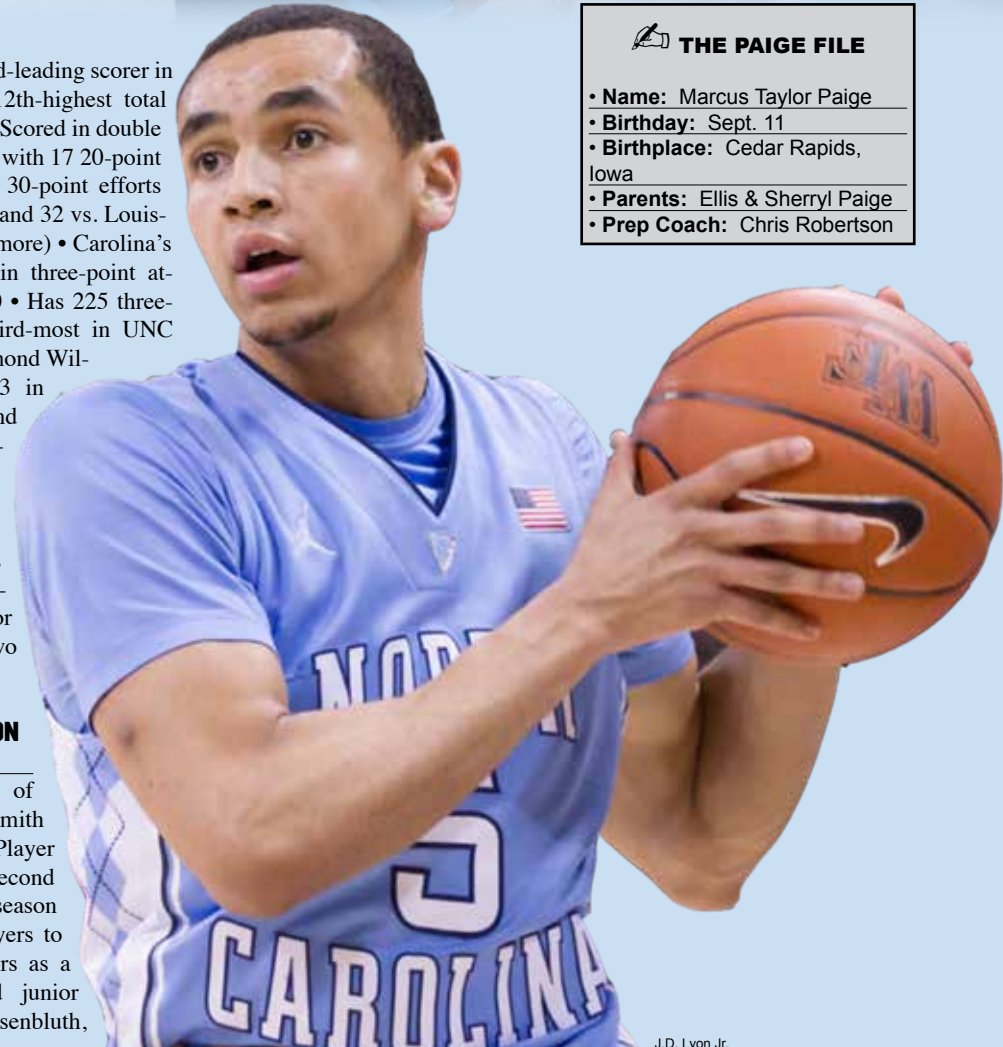 THE PAIGE FILE
• Name: Marcus Taylor Paige
• Birthday: Sept. 11
• Birthplace: Cedar Rapids,
Iowa
• Parents: Ellis & Sherryl Paige
• Prep Coach: Chris Robertson
d-leading scorer in
2th-highest total
Scored in double
with 17 20-point
30-point efforts
and 32 vs. Louis-
more) • Carolina's
in three-point at-
• Has 225 three-
ird-most in UNC
mond Wil-
3 in
nd
-
-
or
vo
ON
of
mith
Player
econd
season
yers to
rs as a
junior
senbluth,
NORTH
5
CAROLINA
J.D. Lyon Jr.